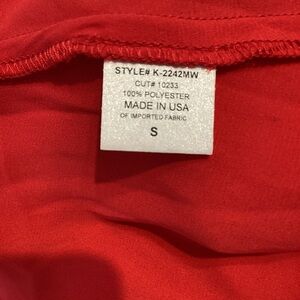 STYLE# K-2242MW
CUT# 10233
100% POLYESTER
MADE IN USA
OF IMPORTED FABRIC
S